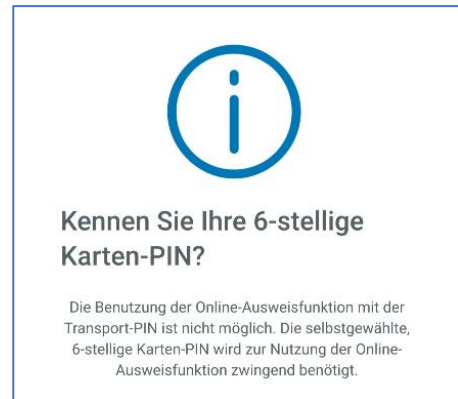 Kennen Sie Ihre 6-stellige
Karten-PIN?
Die Benutzung der Online-Ausweisfunktion mit der
Transport-PIN ist nicht möglich. Die selbstgewählte,
6-stellige Karten-PIN wird zur Nutzung der Online-
Ausweisfunktion zwingend benötigt.